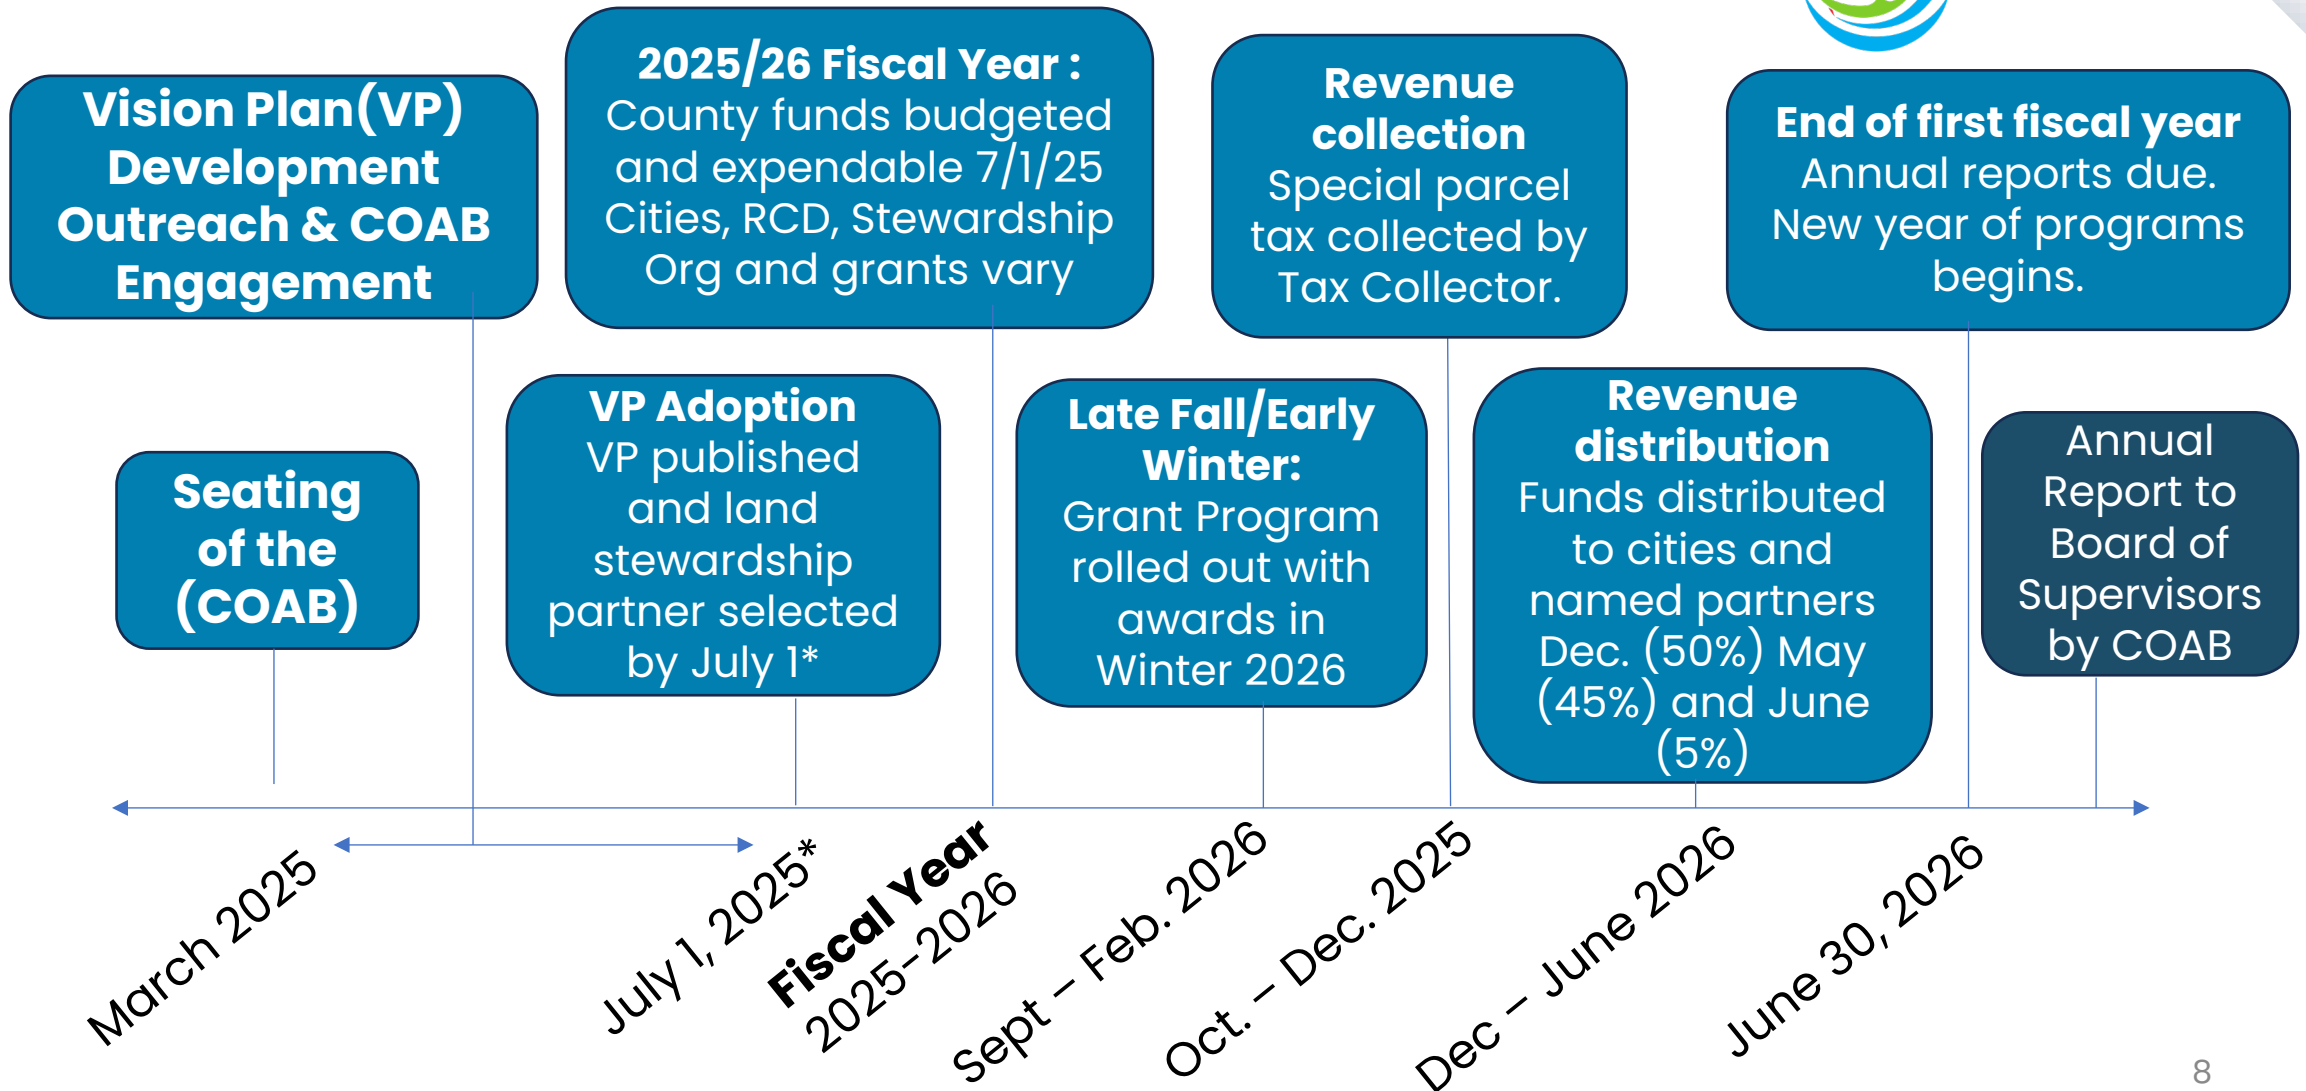 Vision Plan(VP)
Development
Outreach & COAB
Engagement
2025/26 Fiscal Year :
County funds budgeted
and expendable 7/1/25
Cities, RCD, Stewardship
Org and grants vary
Revenue
collection
Special parcel
tax collected by
Tax Collector.
End of first fiscal year
Annual reports due.
New year of programs
begins.
Seating
of the
(COAB)
VP Adoption
VP published
and land
stewardship
partner selected
by July 1*
Late Fall/Early
Winter:
Grant Program
rolled out with
awards in
Winter 2026
Revenue
distribution
Funds distributed
to cities and
named partners
Dec. (50%) May
(45%) and June
(5%)
Annual
Report to
Board of
Supervisors
by COAB
March 2025
July 1, 2025*
Fiscal Year
2025-2026
Sept – Feb. 2026
Oct. – Dec. 2025
Dec – June 2026
June 30, 2026
8